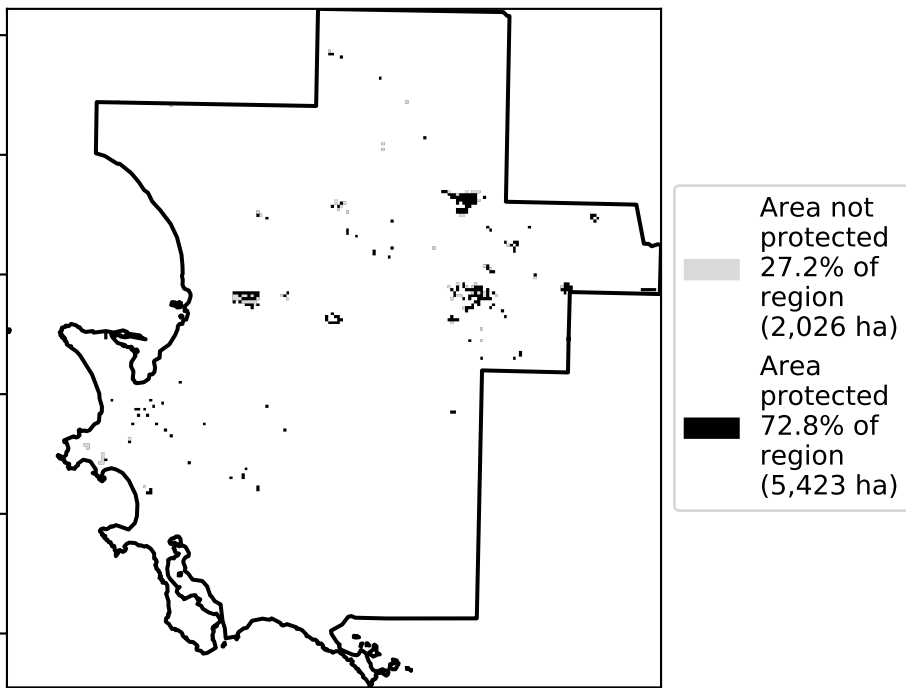 Area not
protected
27.2% of
region
(2,026 ha)
Area
protected
72.8% of
region
(5,423 ha)